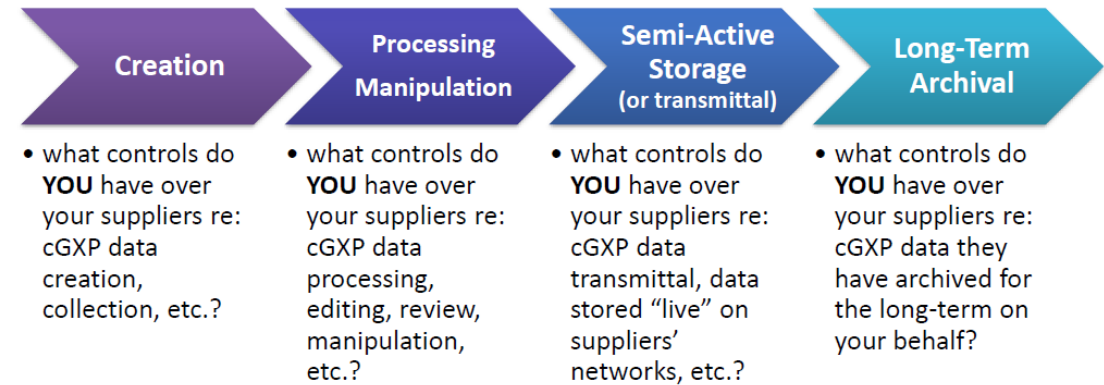 Creation
Processing
Manipulation
Semi-Active
Storage
(or transmittal)
Long-Term
Archival
• what controls do
YOU have over
your suppliers re:
cGXP data
creation,
collection, etc.?
• what controls do
YOU have over
your suppliers re:
cGXP data
processing,
editing, review,
manipulation,
etc.?
• what controls do
YOU have over
your suppliers re:
cGXP data
transmittal, data
stored “live” on
suppliers’
networks, etc.?
• what controls do
YOU have over
your suppliers re:
cGXP data they
have archived for
the long-term on
your behalf?